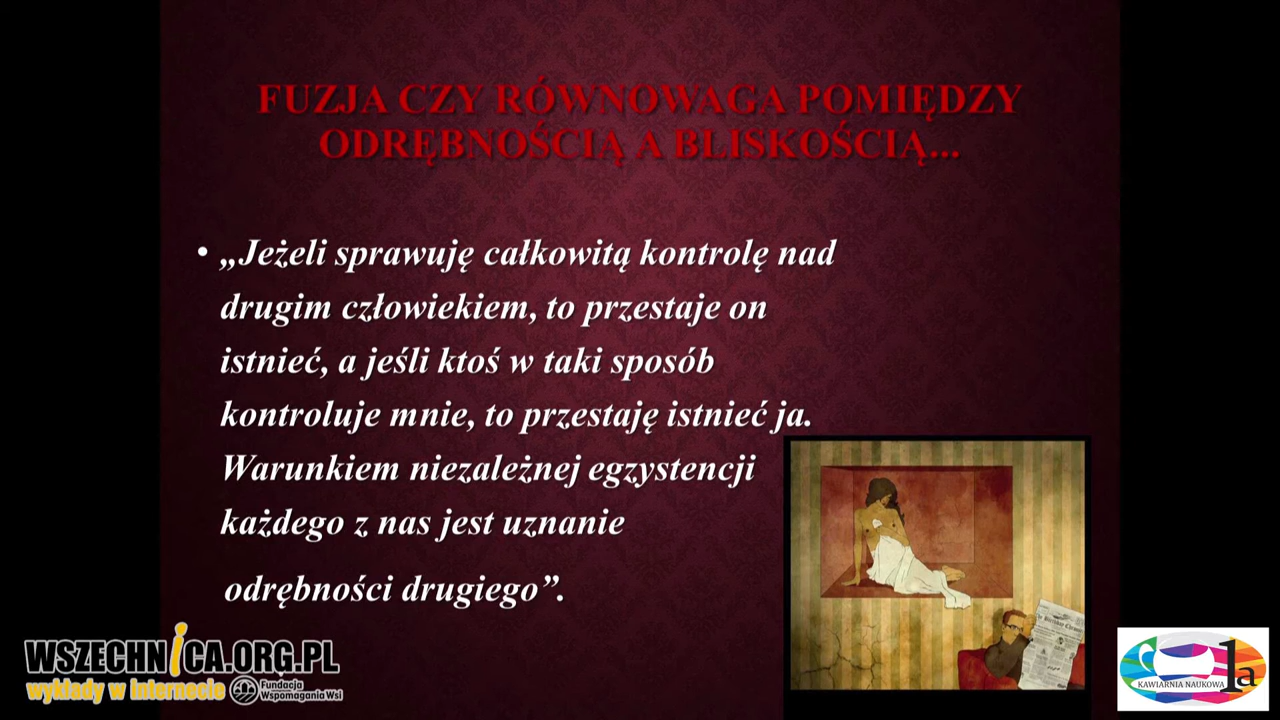 FUZJA CZY RÓWNOWAGA POMIĘDZY
ODRĘBNOŚCIĄ A BLISKOŚCIĄ...
• „Jeżeli sprawuję całkowitą kontrolę nad
drugim człowiekiem, to przestaje on
istnieć, a jeśli ktoś w taki sposób
kontroluje mnie, to przestaję istnieć ja.
Warunkiem niezależnej egzystencji
każdego z nas jest uznanie
odrębności drugiego”.
WSZECHNICA.ORG.PL
wykłady w internecie
Fundacja
Wspomagania Wsi
KAWIARNIA NAUKOWA
1a